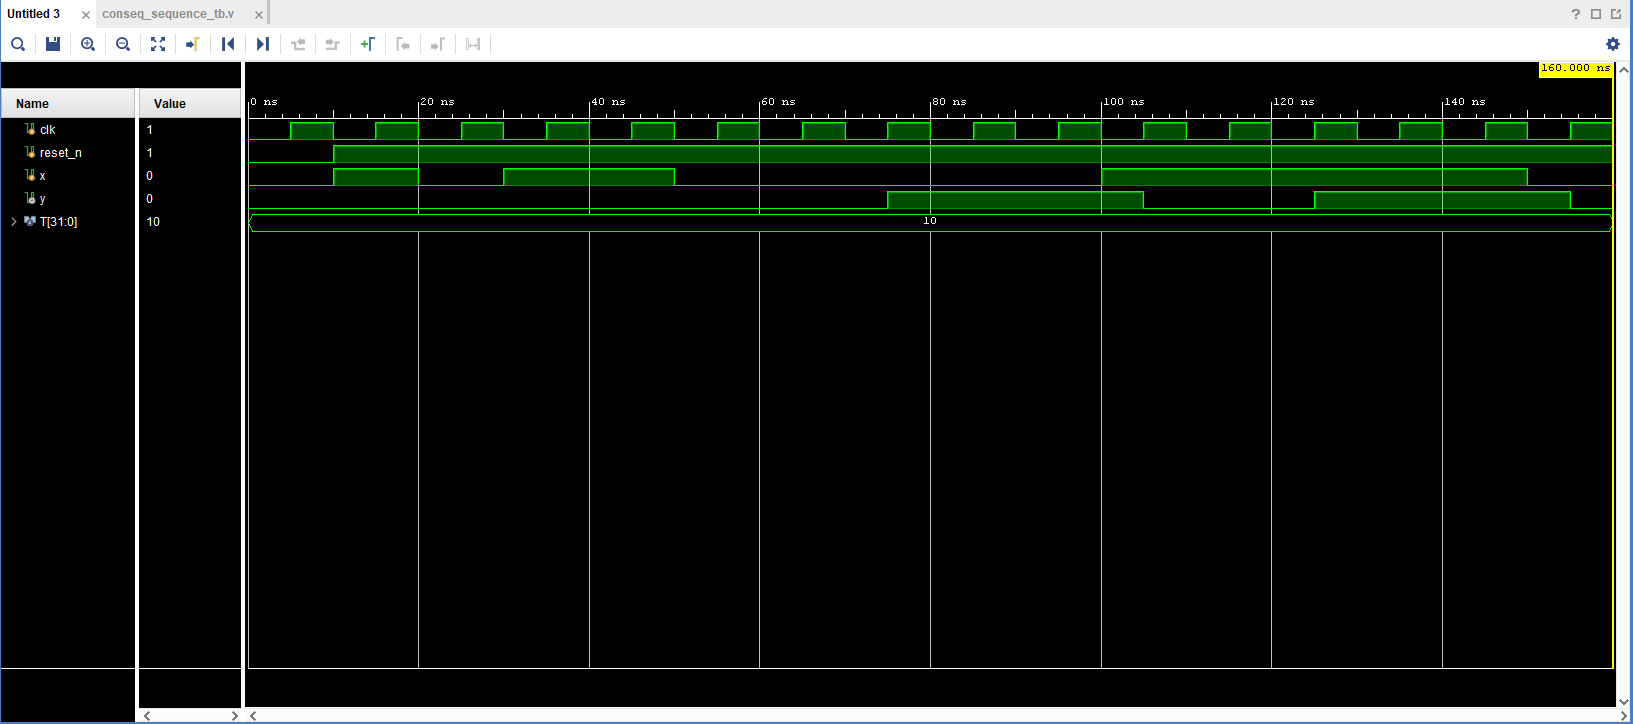 Untitled 3 × conseq_sequence_tb.v ×
?
160.000 ns
Name Value
0 ns 20 ns 40 ns 60 ns 80 ns 100 ns 120 ns 140 ns
clk 1
reset_n 1
x 0
y 0
T[31:0] 10 10